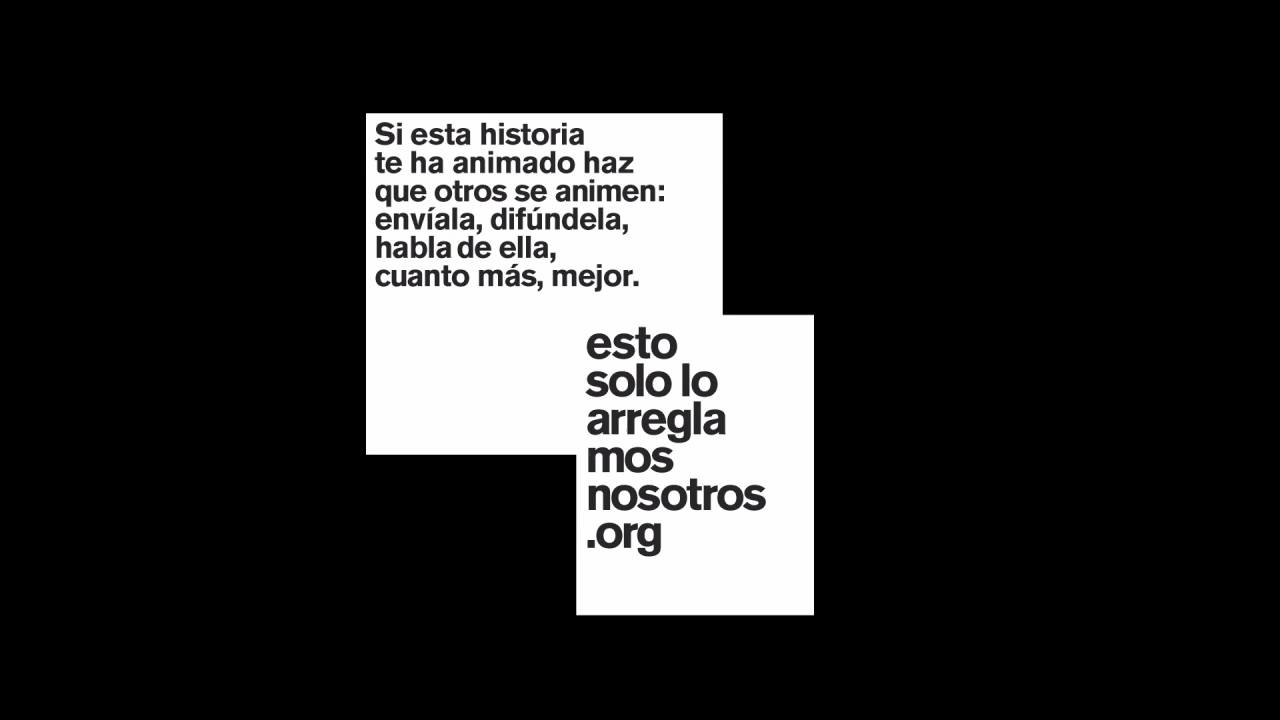 Si esta historia
te ha animado haz
que otros se animen:
envíala, difúndela,
habla de ella,
cuanto más, mejor.
esto
solo lo
arregla
mos
nosotros
.org